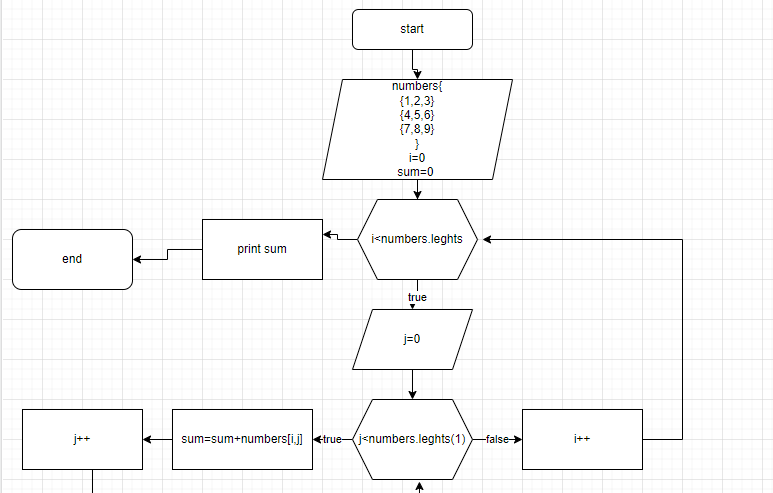 start
numbers{
{1,2,3}
{4,5,6}
{7,8,9}
}
i=0
sum=0
i<numbers.leghts
print sum
end
true
j=0
j<numbers.leghts(1)
true
sum=sum+numbers[i,j]
j++
false
i++